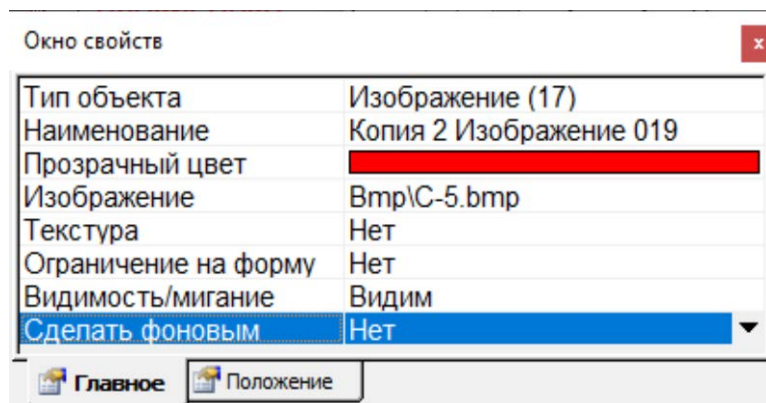 Окно свойств
x
Тип объекта Изображение (17)
Наименование Копия 2 Изображение 019
Прозрачный цвет
Изображение Bmp\C-5.bmp
Текстура Нет
Ограничение на форму Нет
Видимость/мигание Видим
Сделать фоновым Нет
Главное Положение